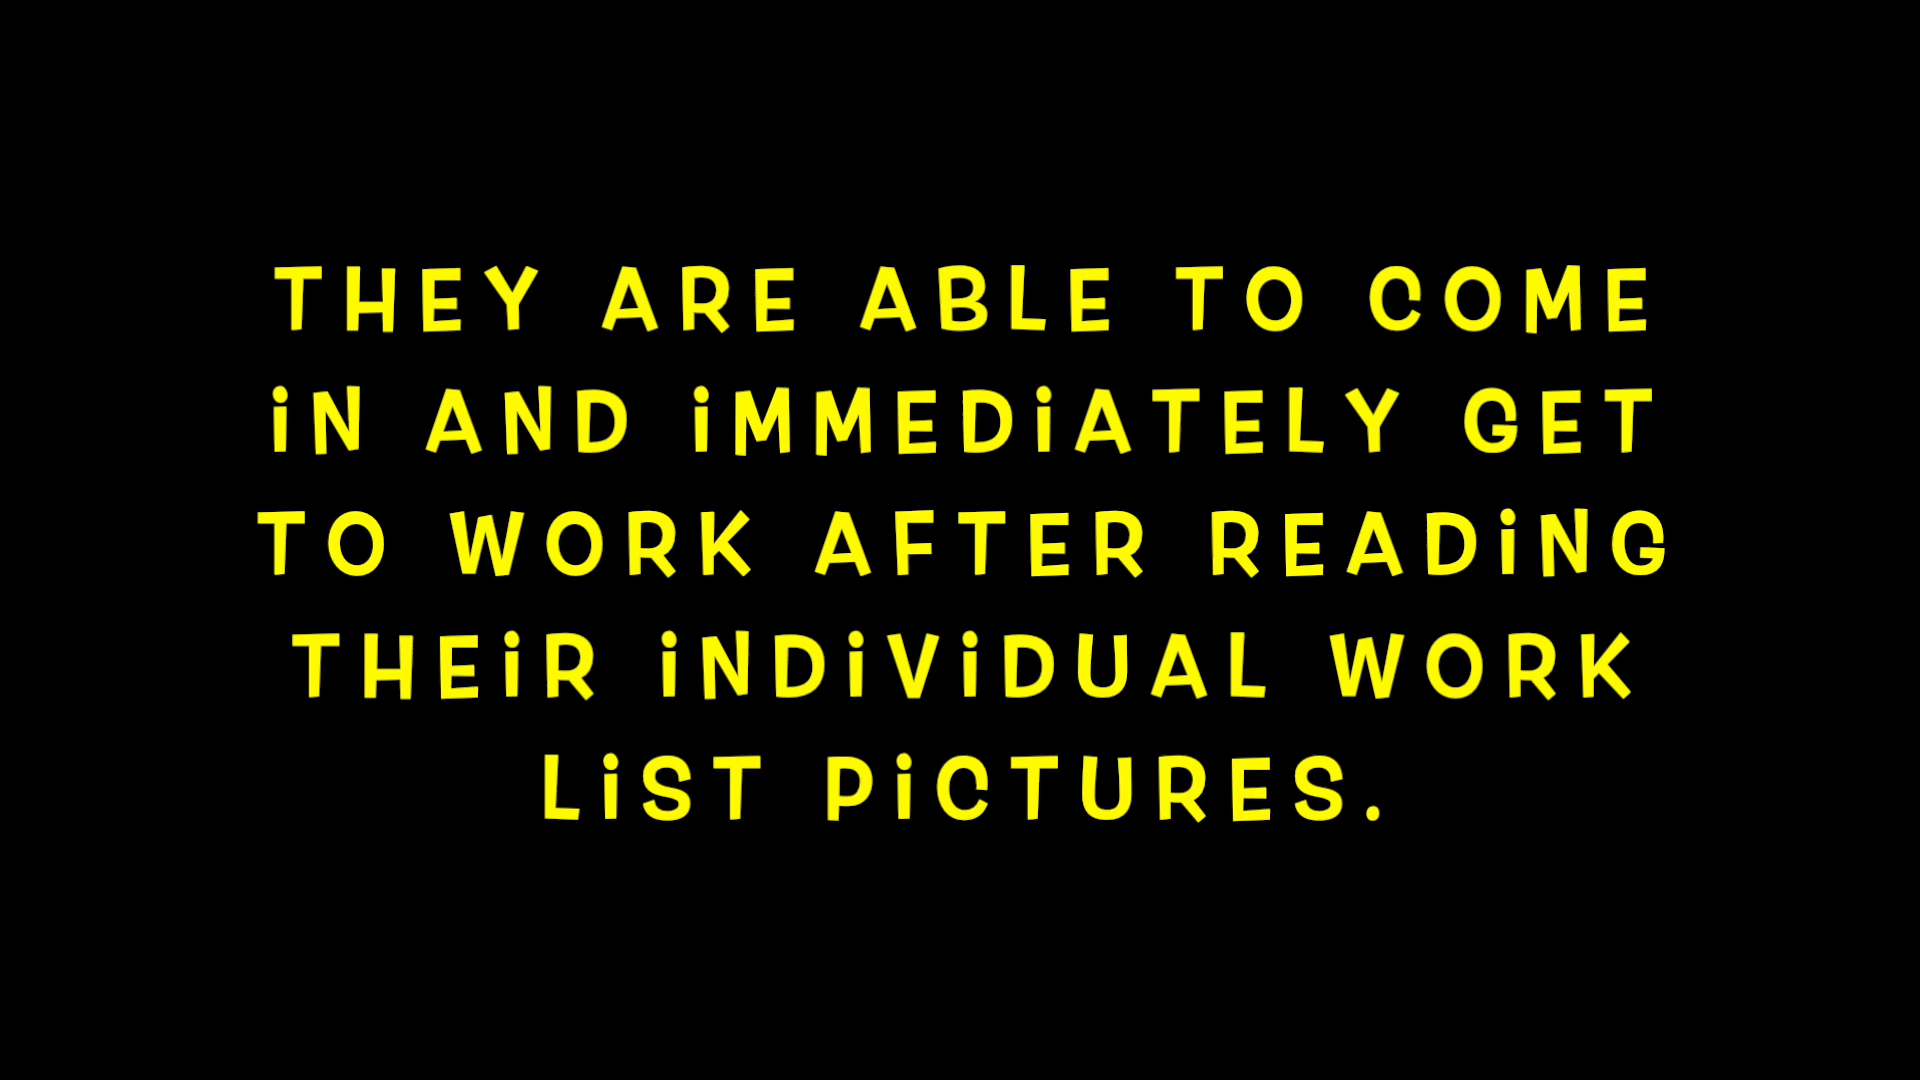 THEY ARE ABLE TO COME
iN AND iMMEDiATELY GET
TO WORK AFTER READiNG
THEiR iNDiViDUAL WORK
LiST PiCTURES.